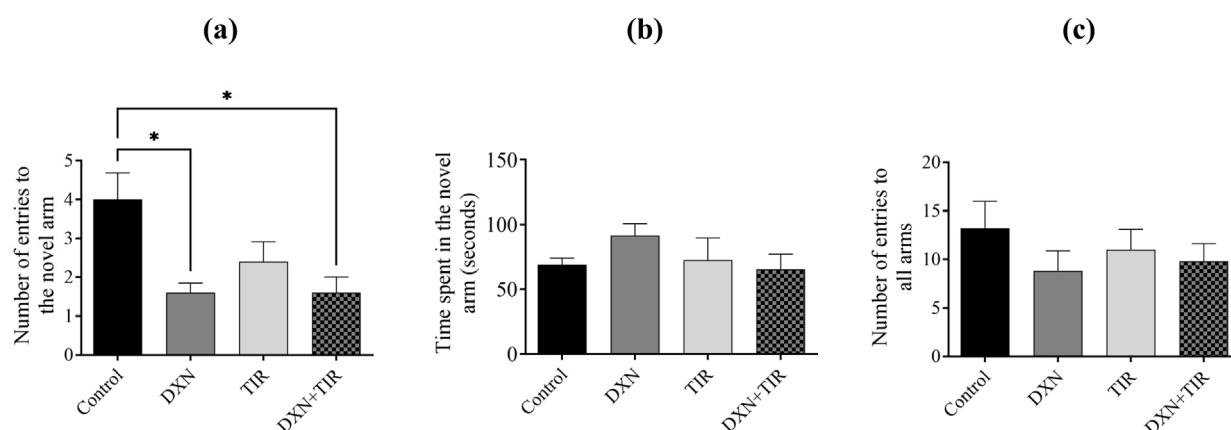 (a)
(b)
(c)
*
*
Number of entries to
the novel arm
5
4
3
2
1
0
Control
DXN
TIR
DXN+TIR
Time spent in the novel
arm (seconds)
150
100
50
0
Control
DXN
TIR
DXN+TIR
Number of entries to
all arms
20
15
10
5
0
Control
DXN
TIR
DXN+TIR